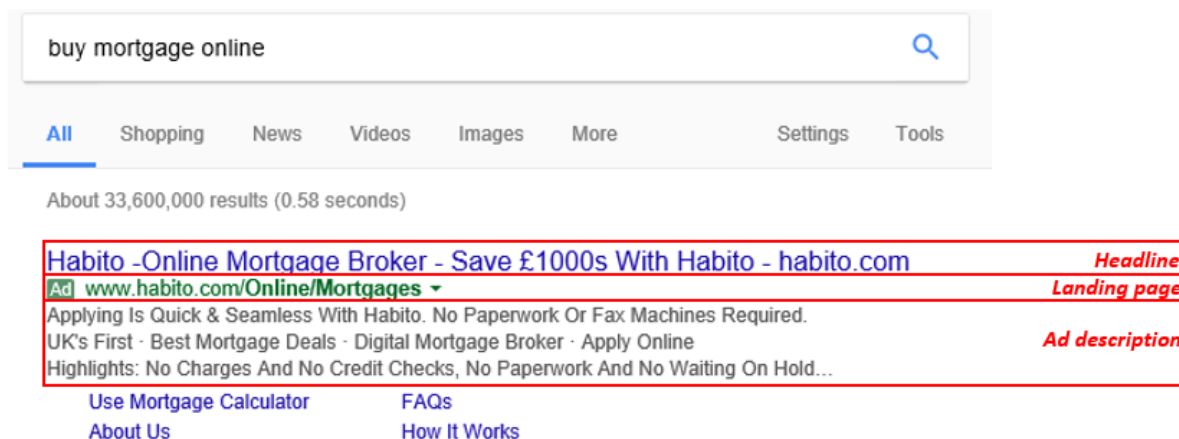 buy mortgage online
All Shopping News Videos Images More Settings Tools
About 33,600,000 results (0.58 seconds)
Habito -Online Mortgage Broker - Save £1000s With Habito - habito.com Headline
Ad www.habito.com/Online/Mortgages Landing page
Applying Is Quick & Seamless With Habito. No Paperwork Or Fax Machines Required.
UK's First · Best Mortgage Deals · Digital Mortgage Broker · Apply Online Ad description
Highlights: No Charges And No Credit Checks, No Paperwork And No Waiting On Hold...
Use Mortgage Calculator FAQs
About Us How It Works